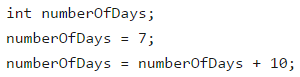 int numberOfDays;
numberOfDays = 7;
numberOfDays = numberOfDays + 10;